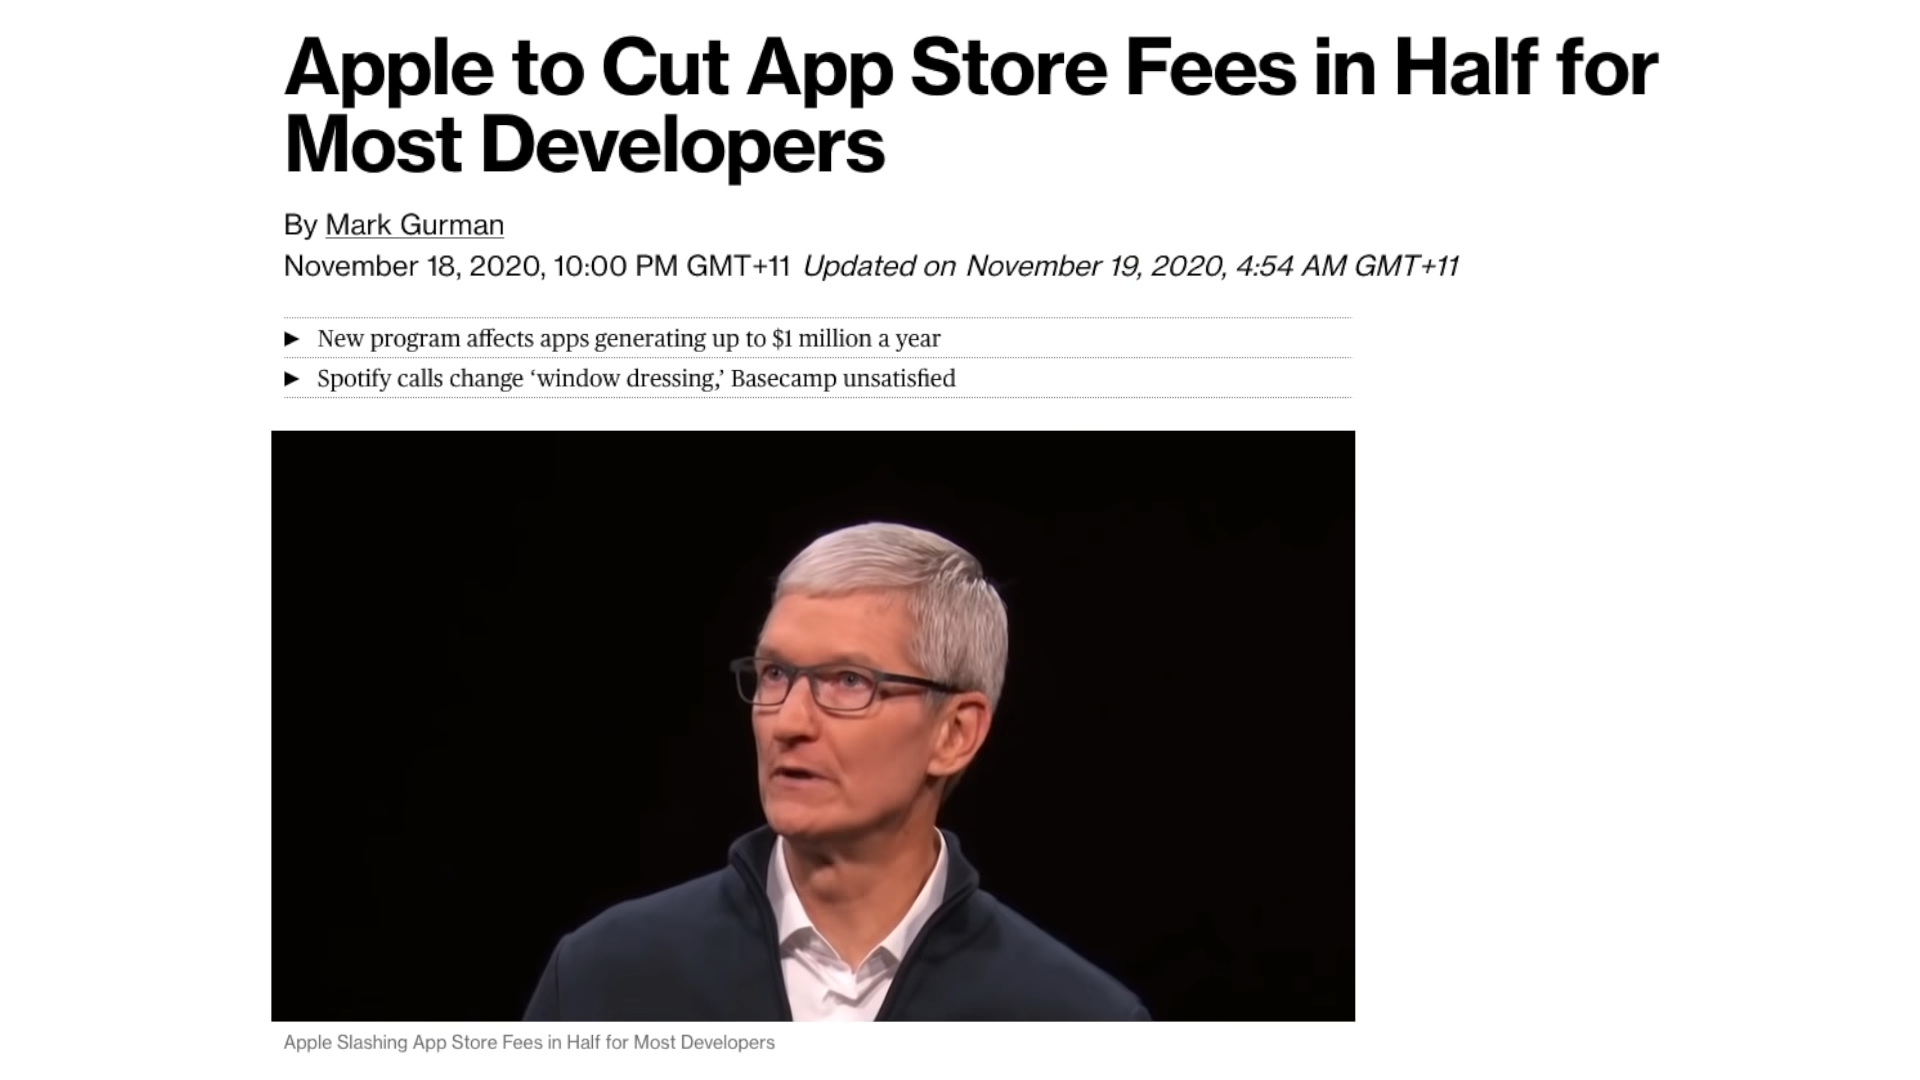 Apple to Cut App Store Fees in Half for
Most Developers
By Mark Gurman
November 18, 2020, 10:00 PM GMT+11 Updated on November 19, 2020, 4:54 AM GMT+11
► New program affects apps generating up to $1 million a year
► Spotify calls change ‘window dressing,’ Basecamp unsatisfied
Apple Slashing App Store Fees in Half for Most Developers